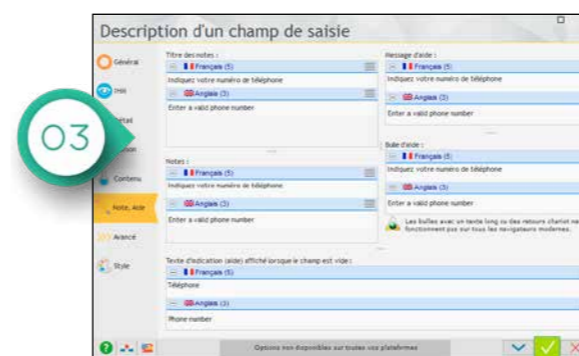 Description d'un champ de saisie
Général
IHM
Détail
03
Contenu
Note, Aide
Avancé
Style
Titre des notes :
Français (5)
Indiquez votre numéro de téléphone
Anglais (3)
Enter a valid phone number
Notes :
Français (5)
Indiquez votre numéro de téléphone
Anglais (3)
Enter a valid phone number
Message d'aide :
Français (5)
Indiquez votre numéro de téléphone
Anglais (3)
Enter a valid phone number
Bulle d'aide :
Français (5)
Indiquez votre numéro de téléphone
Anglais (3)
Enter a valid phone number
Les bulles avec un texte long ou des retours chariot ne
fonctionnent pas sur tous les navigateurs modernes.
Texte d'indication (aide) affiché lorsque le champ est vide :
Français (5)
Téléphone
Anglais (3)
Phone number
Options non disponibles sur toutes vos plateformes